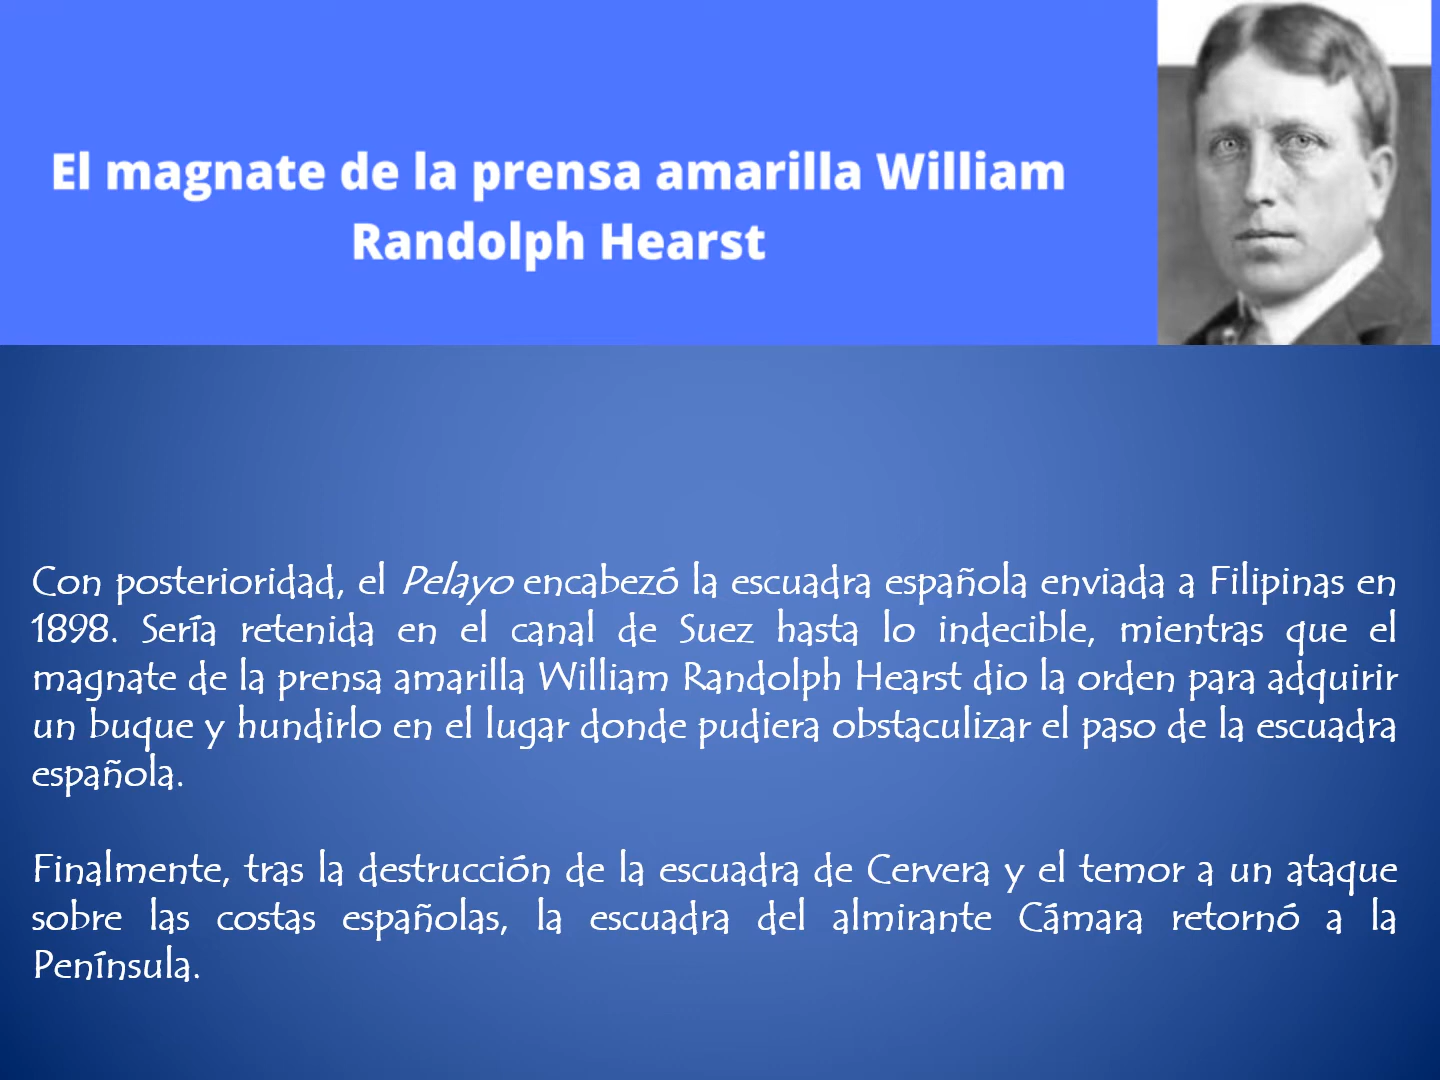 El magnate de la prensa amarilla William
Randolph Hearst
Con posterioridad, el Pelayo encabezó la escuadra española enviada a Filipinas en
1898. Sería retenida en el canal de Suez hasta lo indecible, mientras que el
magnate de la prensa amarilla William Randolph Hearst dio la orden para adquirir
un buque y hundirlo en el lugar donde pudiera obstaculizar el paso de la escuadra
española.
Finalmente, tras la destrucción de la escuadra de Cervera y el temor a un ataque
sobre las costas españolas, la escuadra del almirante Cámara retornó a la
Península.